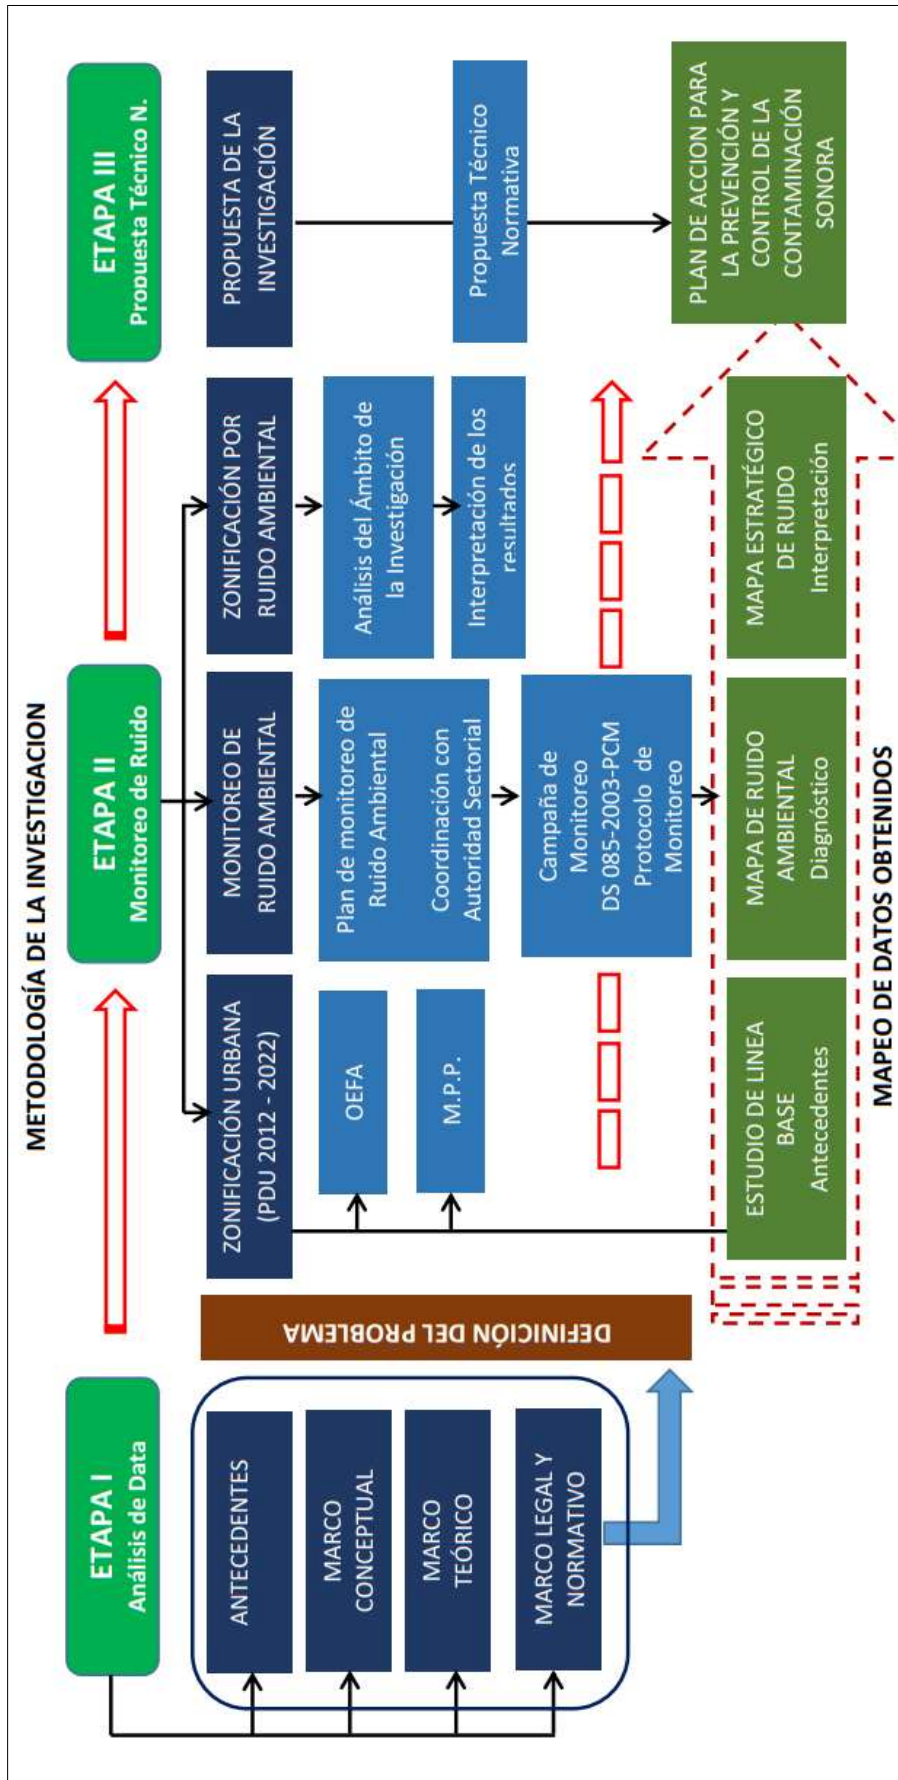 METODOLOGÍA DE LA INVESTIGACION
ETAPA I
Análisis de Data
ANTECEDENTES
MARCO
CONCEPTUAL
MARCO
TEÓRICO
MARCO LEGAL Y
NORMATIVO
DEFINICIÓN DEL PROBLEMA
ETAPA II
Monitoreo de Ruido
ZONIFICACIÓN URBANA
(PDU 2012 - 2022)
OEFA
M.P.P.
MONITOREO DE
RUIDO AMBIENTAL
Plan de monitoreo de
Ruido Ambiental
Coordinación con
Autoridad Sectorial
Campaña de
Monitoreo
DS 085-2003-PCM
Protocolo de
Monitoreo
ZONIFICACIÓN POR
RUIDO AMBIENTAL
Análisis del Ámbito de
la Investigación
Interpretación de los
resultados
ETAPA III
Propuesta Técnico N.
PROPUESTA DE LA
INVESTIGACIÓN
Propuesta Técnico
Normativa
PLAN DE ACCION PARA
LA PREVENCIÓN Y
CONTROL DE LA
CONTAMINACIÓN
SONORA
ESTUDIO DE LINEA
BASE
Antecedentes
MAPA DE RUIDO
AMBIENTAL
Diagnóstico
MAPA ESTRATÉGICO
DE RUIDO
Interpretación
MAPEO DE DATOS OBTENIDOS